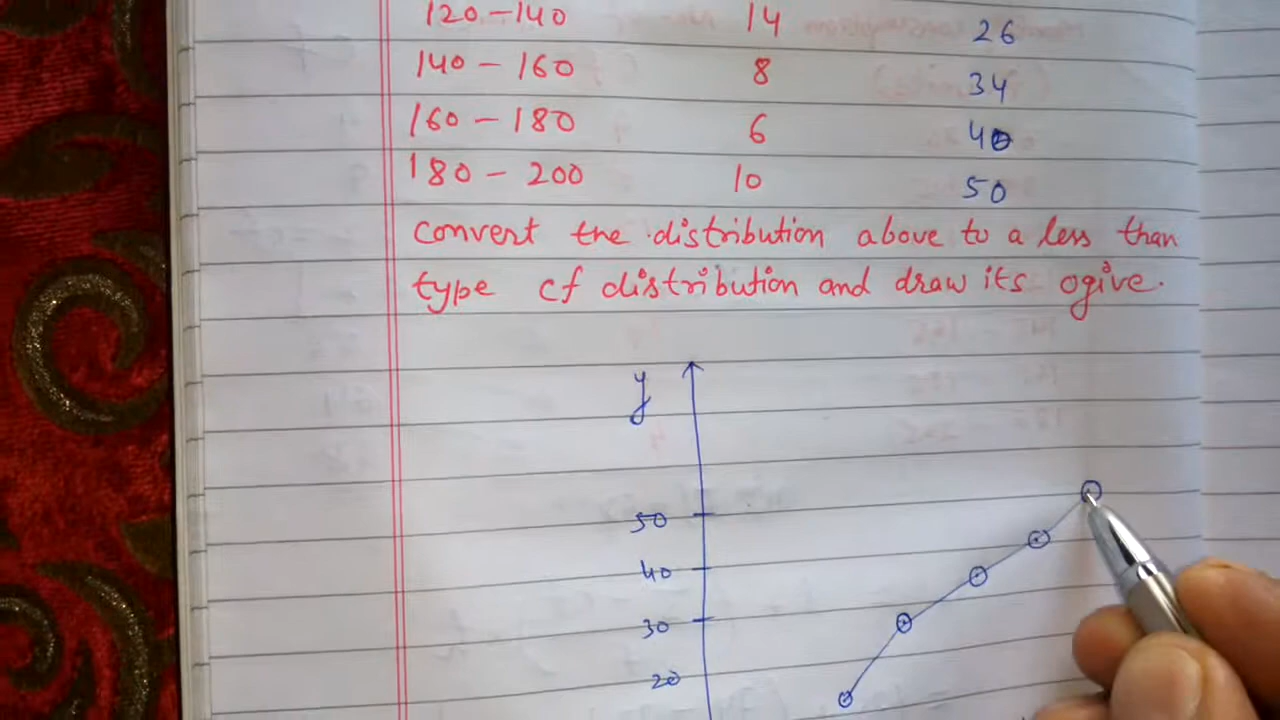 120-140 14 26
140 - 160 8 34
160 - 180 6 40
180 - 200 10 50
convert the distribution above to a less than
type cf distribution and draw its ogive.
y
50
40
30
20